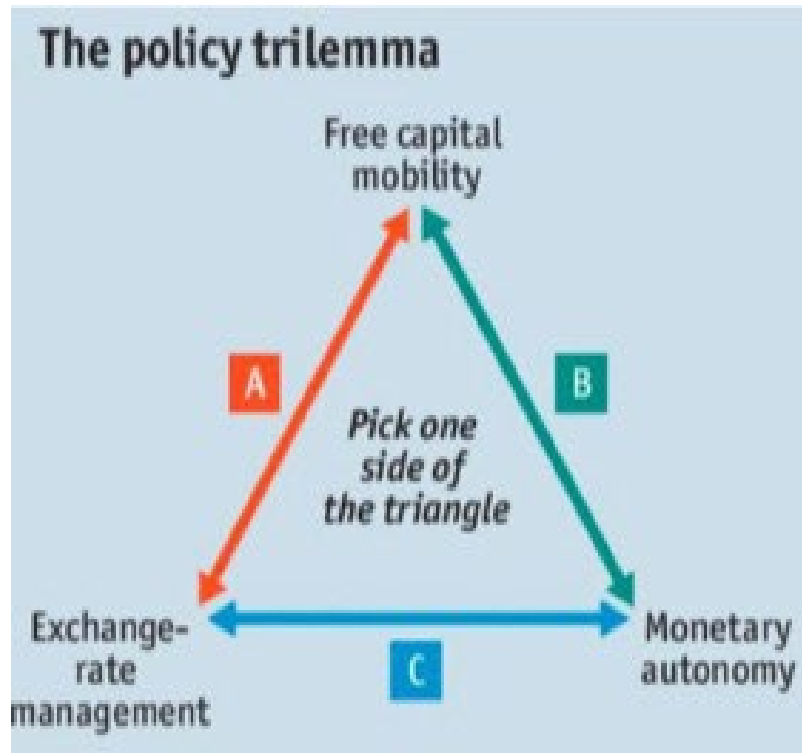 The policy trilemma
Free capital
mobility
A
B
Pick one
side of
the triangle
Exchange-
rate
management
C
Monetary
autonomy